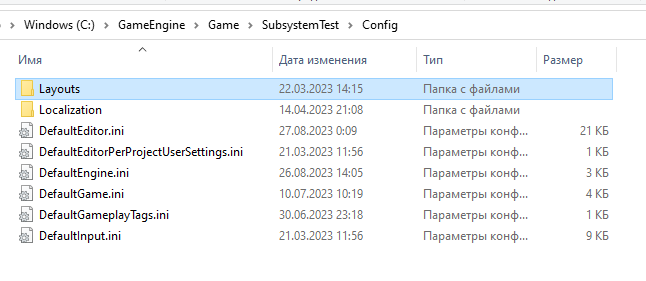 Windows (C:) > GameEngine > Game > SubsystemTest > Config
Имя Дата изменения Тип Размер
Layouts 22.03.2023 14:15 Папка с файлами
Localization 14.04.2023 21:08 Папка с файлами
DefaultEditor.ini 27.08.2023 0:09 Параметры конф... 21 КБ
DefaultEditorPerProjectUserSettings.ini 21.03.2023 11:56 Параметры конф... 1 КБ
DefaultEngine.ini 26.08.2023 14:05 Параметры конф... 3 КБ
DefaultGame.ini 10.07.2023 10:19 Параметры конф... 4 КБ
DefaultGameplayTags.ini 30.06.2023 23:18 Параметры конф... 1 КБ
DefaultInput.ini 21.03.2023 11:56 Параметры конф... 9 КБ